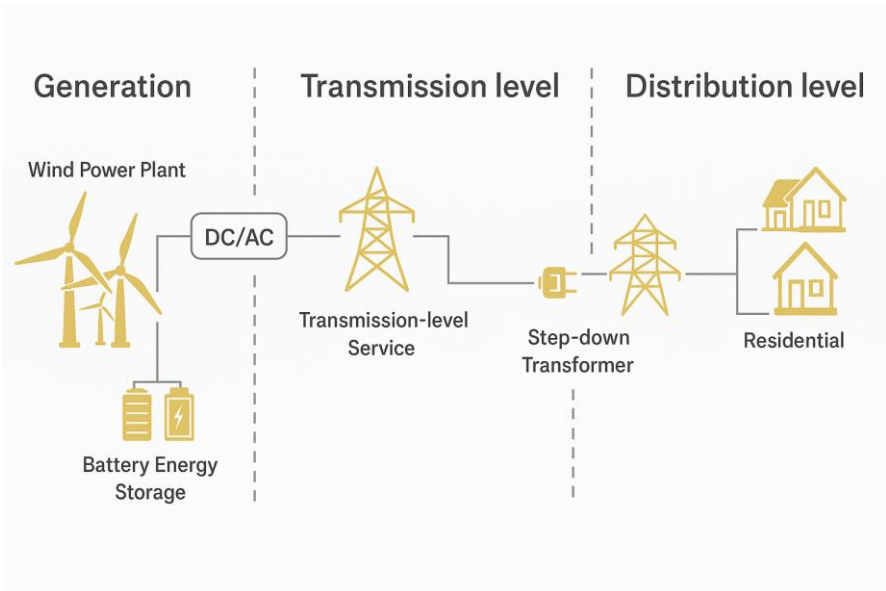 Generation
Transmission level
Distribution level
Wind Power Plant
DC/AC
Transmission-level
Service
Step-down
Transformer
Residential
Battery Energy
Storage